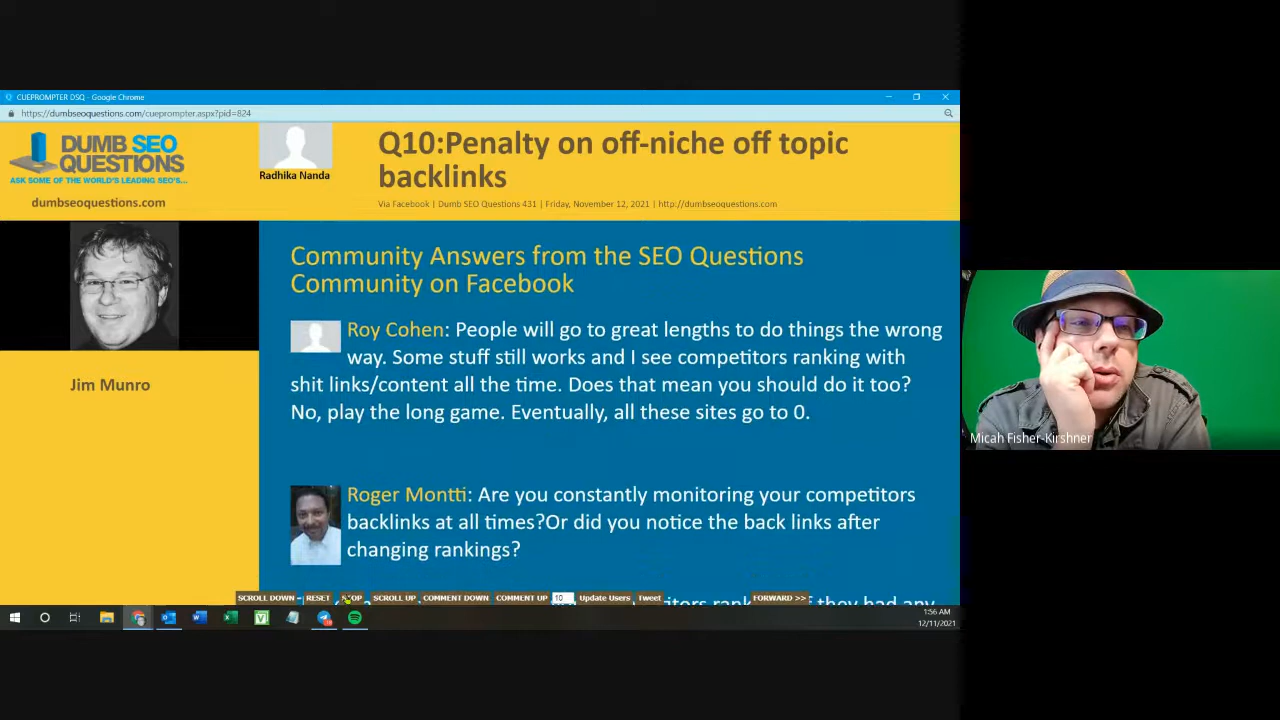 CUEPROMPTER DSQ - Google Chrome
https://dumbseoquestions.com/cueprompter.aspx?pid=824
DUMB SEO
QUESTIONS
ASK SOME OF THE WORLD'S LEADING SEO'S...
dumbseoquestions.com
Radhika Nanda
Q10:Penalty on off-niche off topic
backlinks
Via Facebook | Dumb SEO Questions 431 | Friday, November 12, 2021 | http://dumbseoquestions.com
Jim Munro
Community Answers from the SEO Questions
Community on Facebook
Roy Cohen: People will go to great lengths to do things the wrong
way. Some stuff still works and I see competitors ranking with
shit links/content all the time. Does that mean you should do it too?
No, play the long game. Eventually, all these sites go to 0.
Roger Montti: Are you constantly monitoring your competitors
backlinks at all times?Or did you notice the back links after
changing rankings?
they had any
SCROLL DOWN RESET STOP SCROLL UP COMMENT DOWN COMMENT UP 10 Update Users Tweet FORWARD >>
1:56 AM
12/11/2021
Micah Fisher-Kirshner